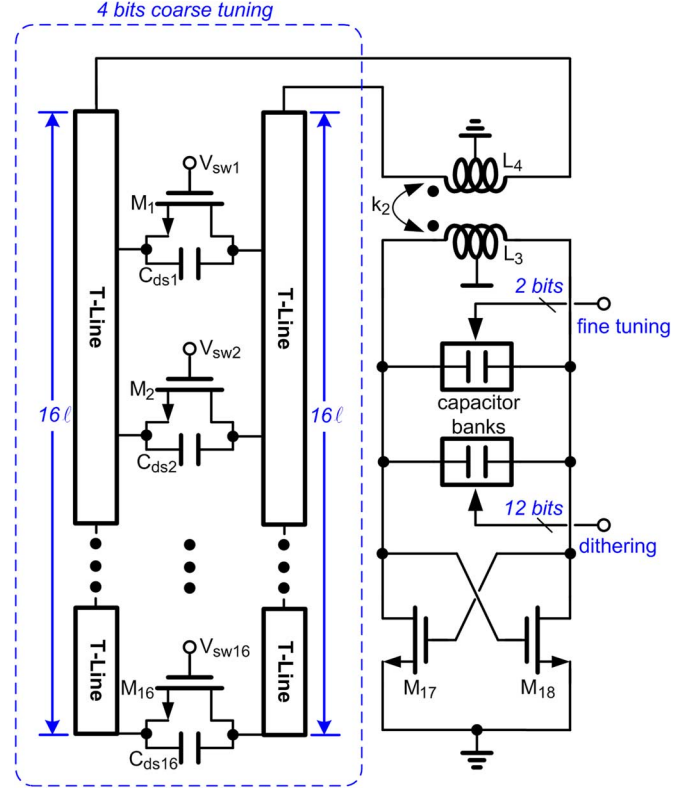 4 bits coarse tuning
V_sw1
M_1
C_ds1
T-Line
T-Line
V_sw2
M_2
C_ds2
16ℓ
16ℓ
V_sw16
M_16
C_ds16
T-Line
T-Line
L_4
k_2
L_3
2 bits
fine tuning
capacitor
banks
12 bits
dithering
M_17
M_18